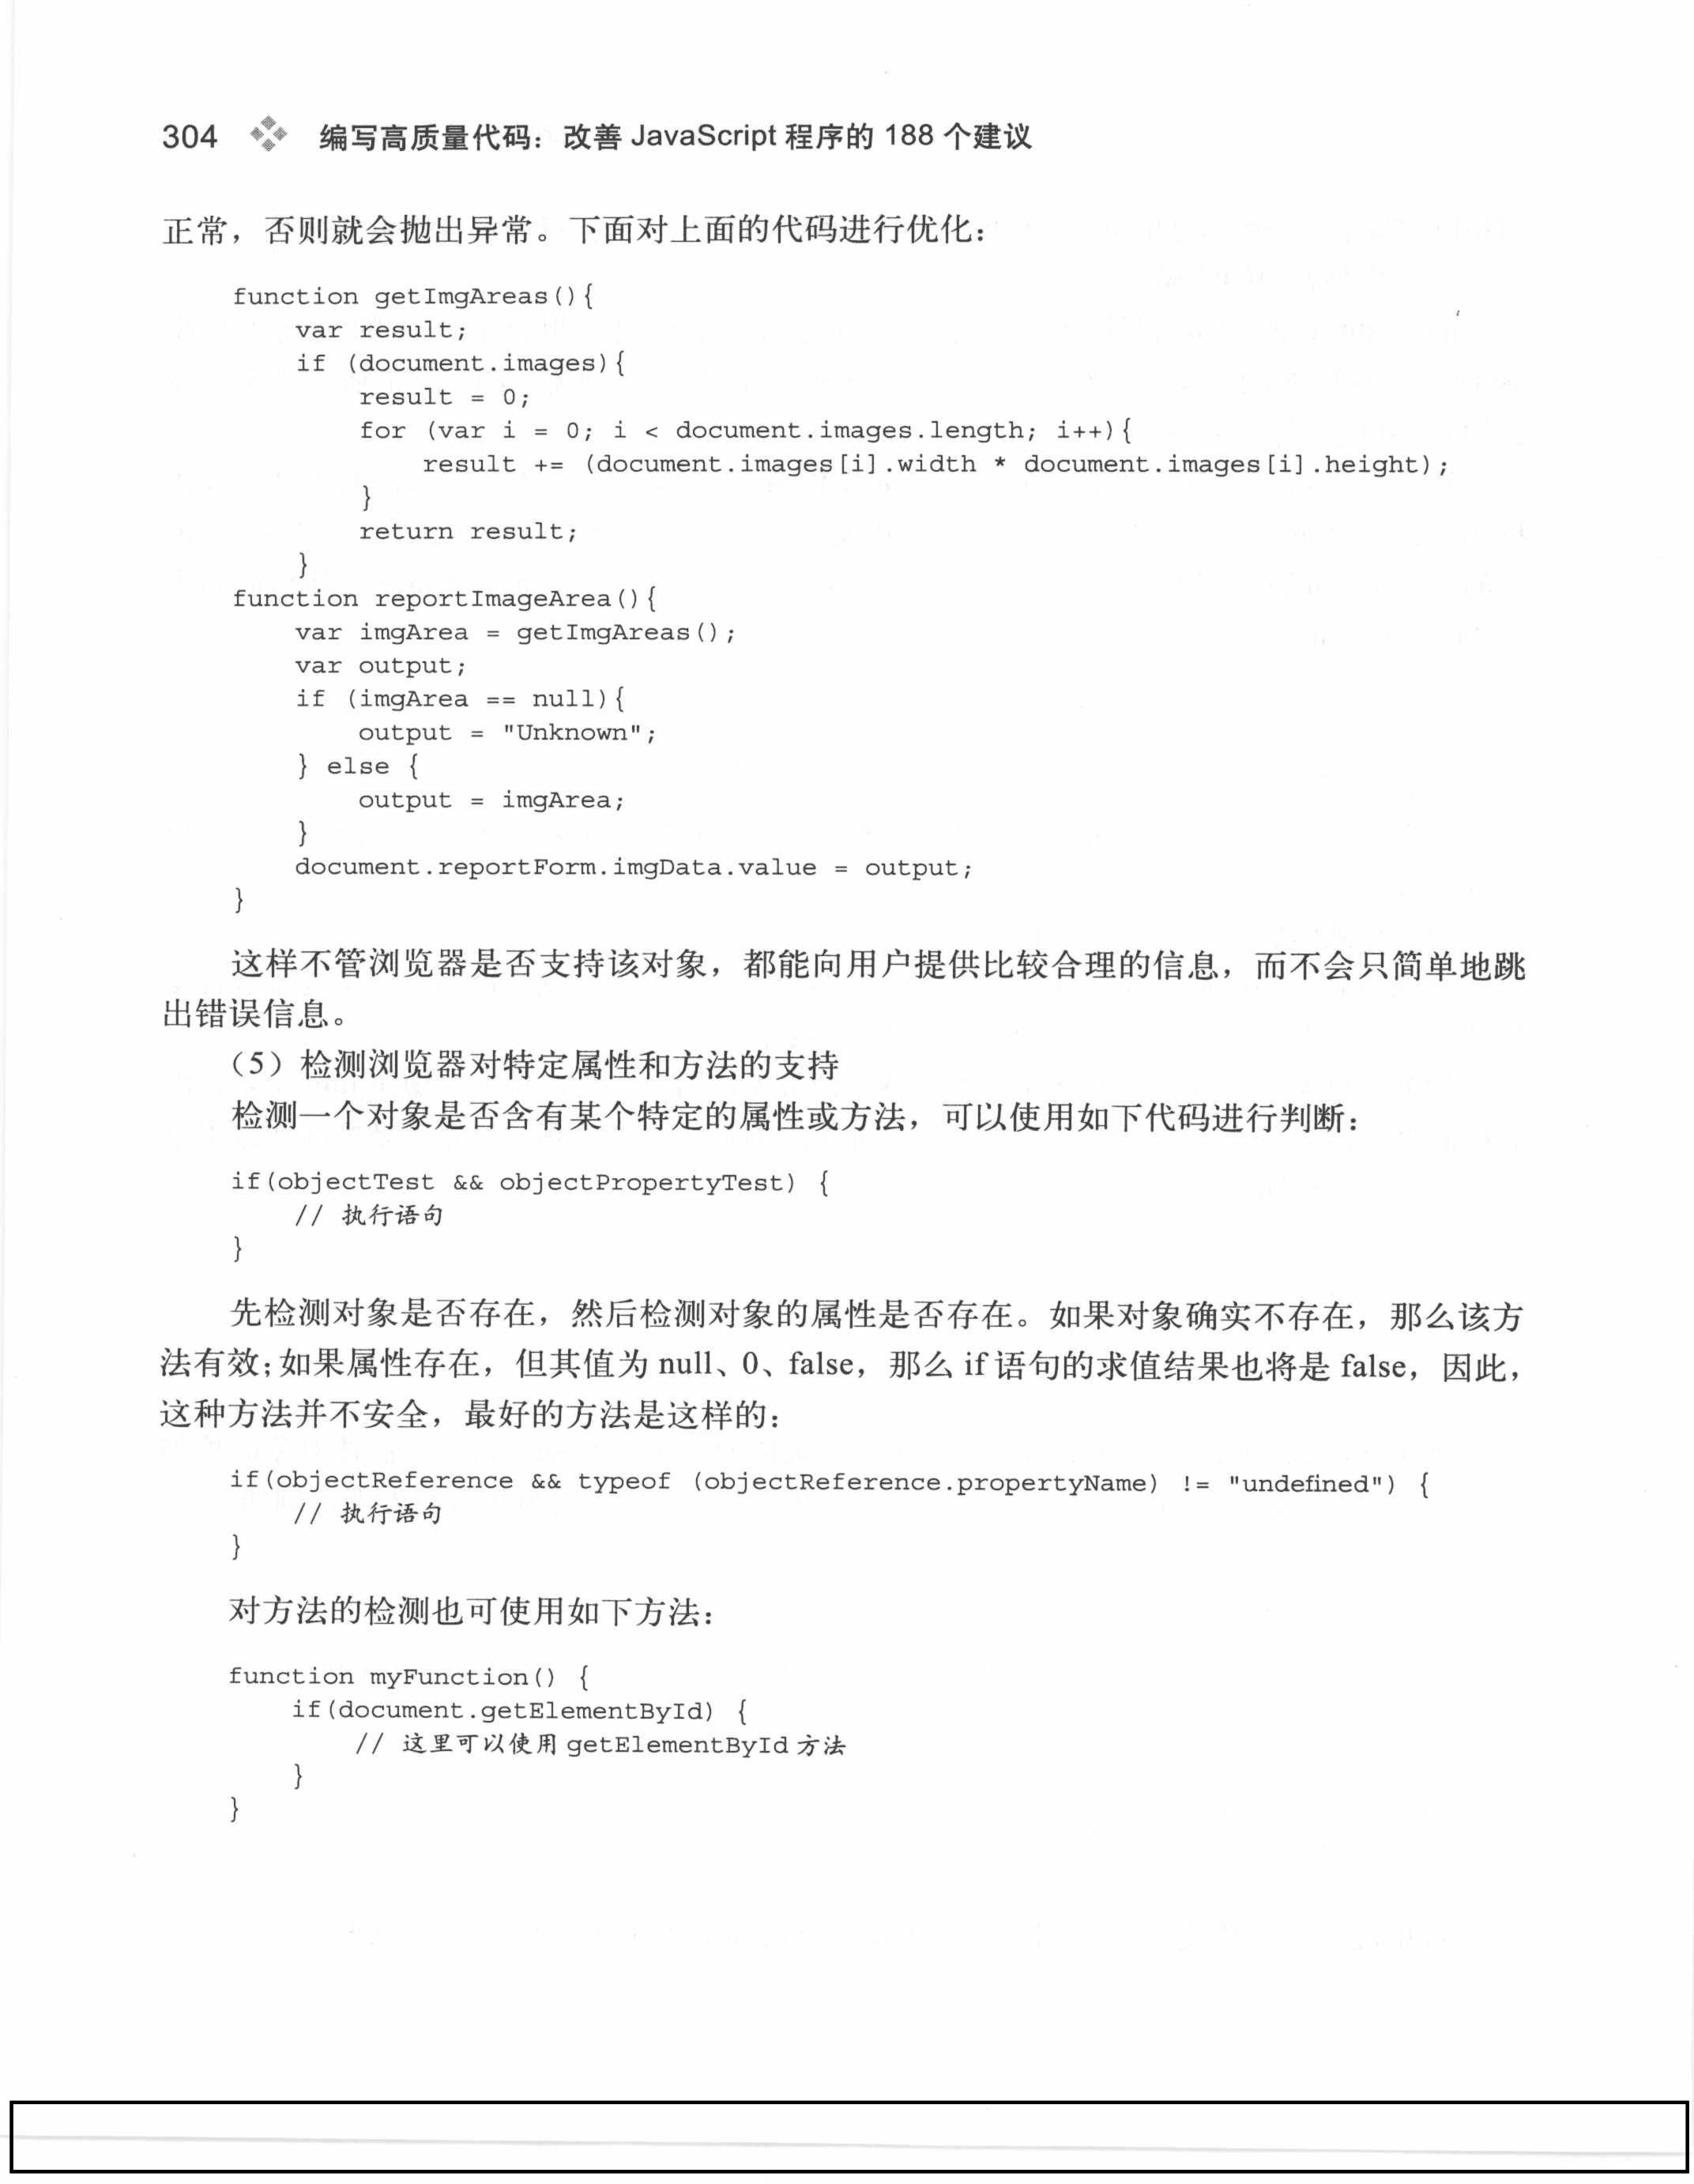 304 编写高质量代码：改善 JavaScript 程序的 188 个建议
正常，否则就会抛出异常。下面对上面的代码进行优化：
function getImgAreas(){
    var result;
    if (document.images){
        result = 0;
        for (var i = 0; i < document.images.length; i++){
            result += (document.images[i].width * document.images[i].height);
        }
        return result;
    }
function reportImageArea(){
    var imgArea = getImgAreas();
    var output;
    if (imgArea == null){
        output = "Unknown";
    } else {
        output = imgArea;
    }
    document.reportForm.imgData.value = output;
}
这样不管浏览器是否支持该对象，都能向用户提供比较合理的信息，而不会只简单地跳
出错误信息。
（5）检测浏览器对特定属性和方法的支持
检测一个对象是否含有某个特定的属性或方法，可以使用如下代码进行判断：
if(objectTest && objectPropertyTest) {
    // 执行语句
}
先检测对象是否存在，然后检测对象的属性是否存在。如果对象确实不存在，那么该方
法有效；如果属性存在，但其值为 null、0、false，那么 if 语句的求值结果也将是 false，因此，
这种方法并不安全，最好的方法是这样的：
if(objectReference && typeof (objectReference.propertyName) != "undefined") {
    // 执行语句
}
对方法的检测也可使用如下方法：
function myFunction() {
    if(document.getElementById) {
        // 这里可以使用 getElementById 方法
    }
}